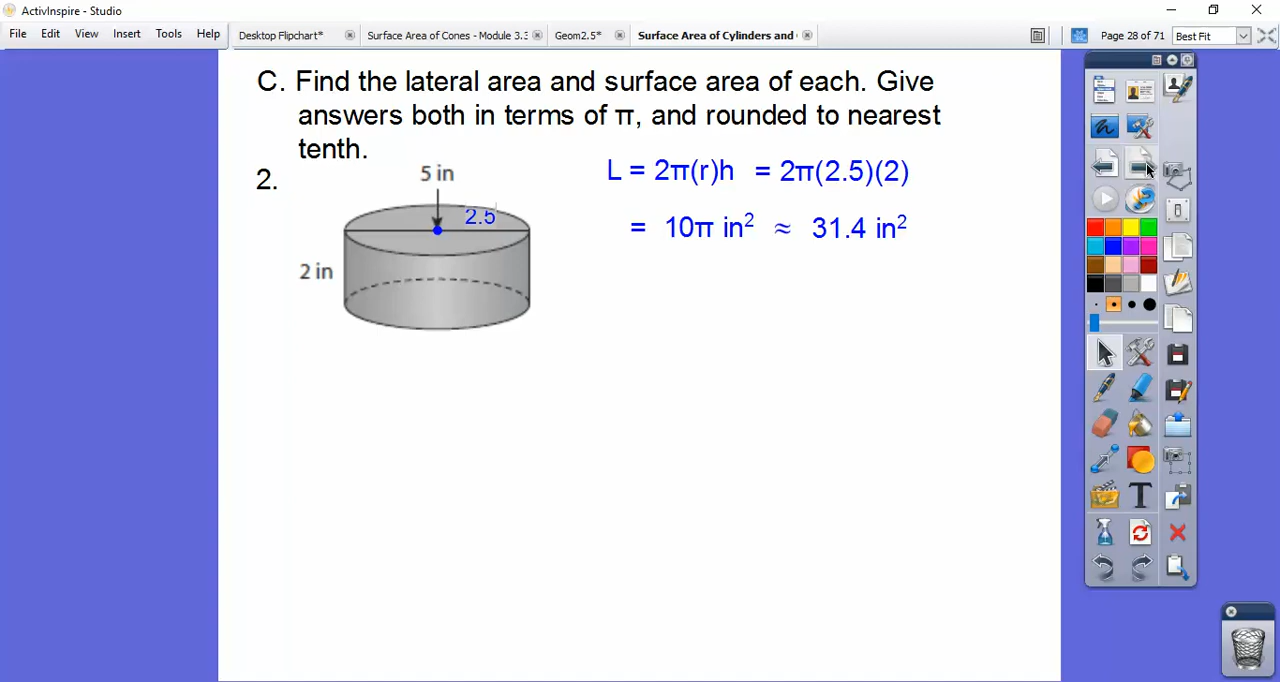 ActivInspire - Studio
File Edit View Insert Tools Help
Desktop Flipchart*
Surface Area of Cones - Module 3.3
Geom2.5*
Surface Area of Cylinders and
Page 28 of 71
Best Fit
C. Find the lateral area and surface area of each. Give
answers both in terms of π, and rounded to nearest
tenth.
2.
5 in
2.5
2 in
L = 2π(r)h = 2π(2.5)(2)
= 10π in² ≈ 31.4 in²